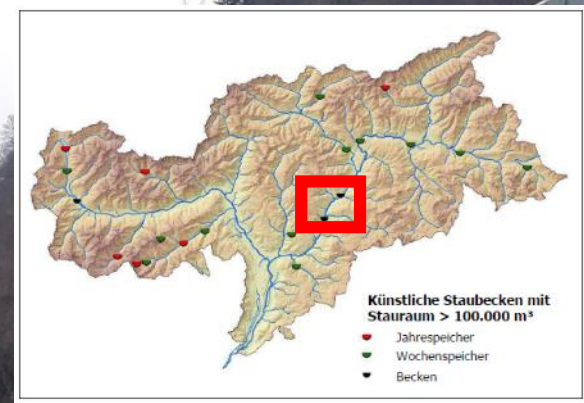 Künstliche Staubecken mit
Stauraum > 100.000 m³
Jahrespeicher
Wochenspeicher
Becken